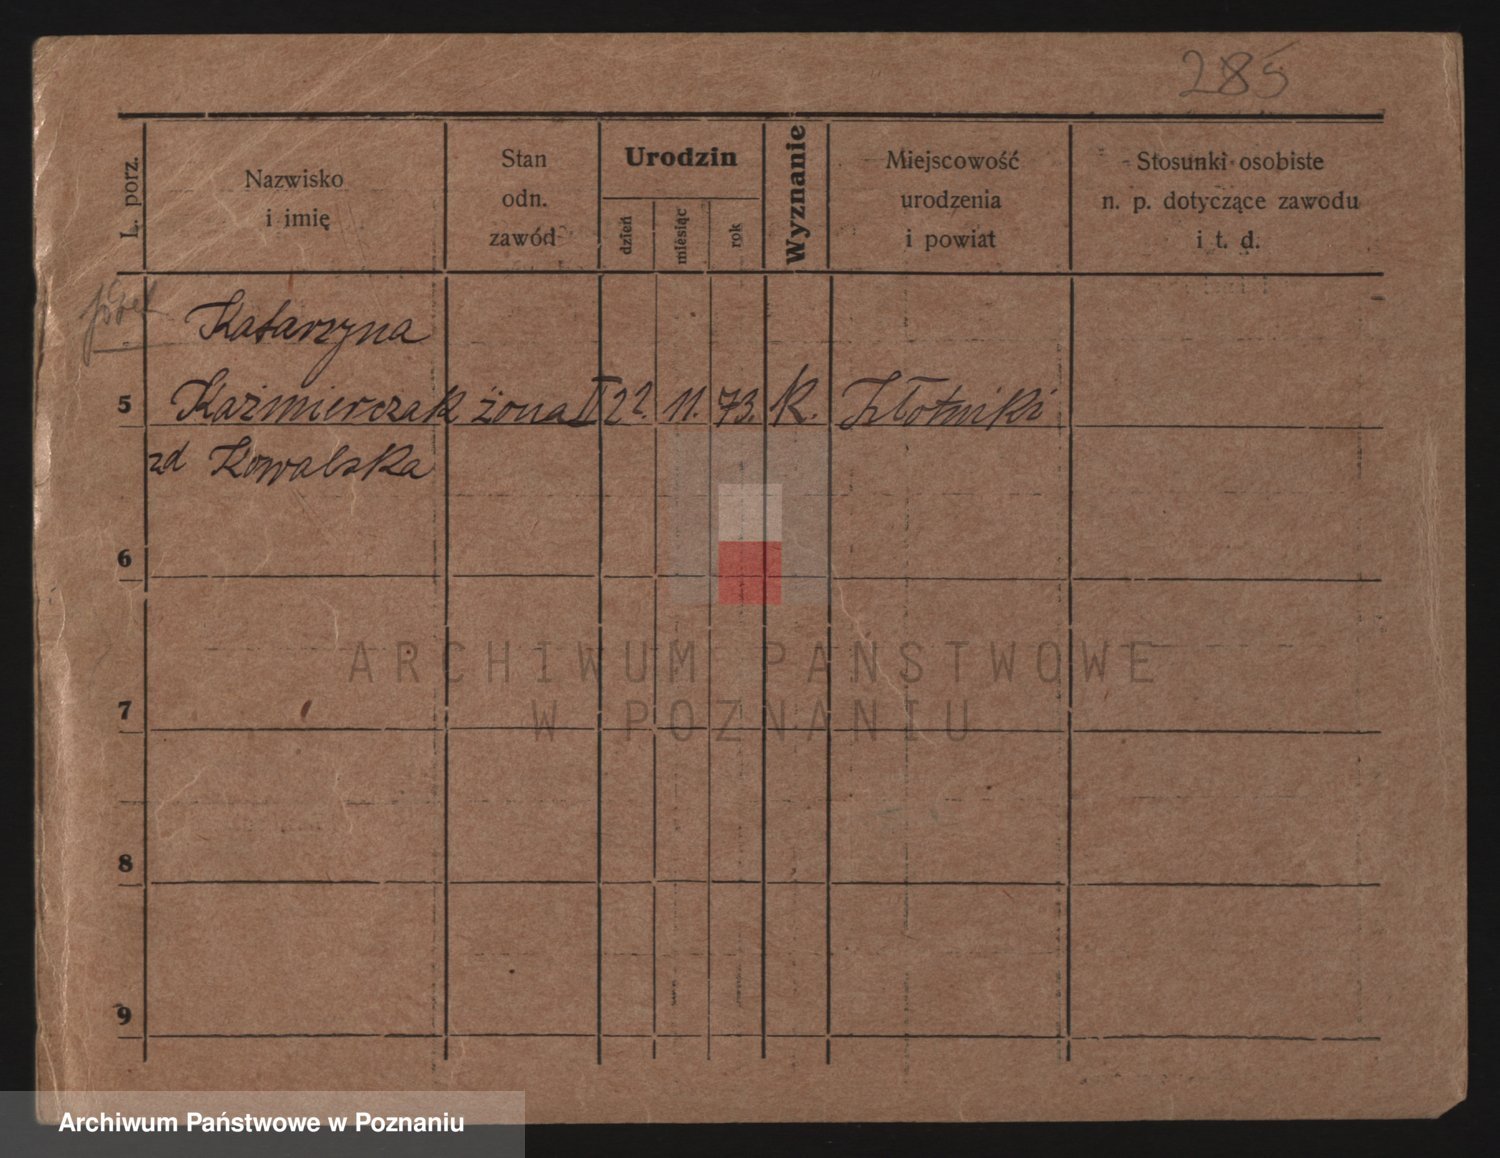 285
L. porz.
Nazwisko
i imię
Stan
odn.
zawód
Urodzin
dzień
miesiąc
rok
Wyznanie
Miejscowość
urodzenia
i powiat
Stosunki osobiste
n. p. dotyczące zawodu
i t. d.
Katarzyna
5 Kaźmierczak żona II 22. 11. 73. K. Złotniki
zd Kowalska
6
7
8
9
ARCHIWUM PAŃSTWOWE
W POZNANIU
Archiwum Państwowe w Poznaniu